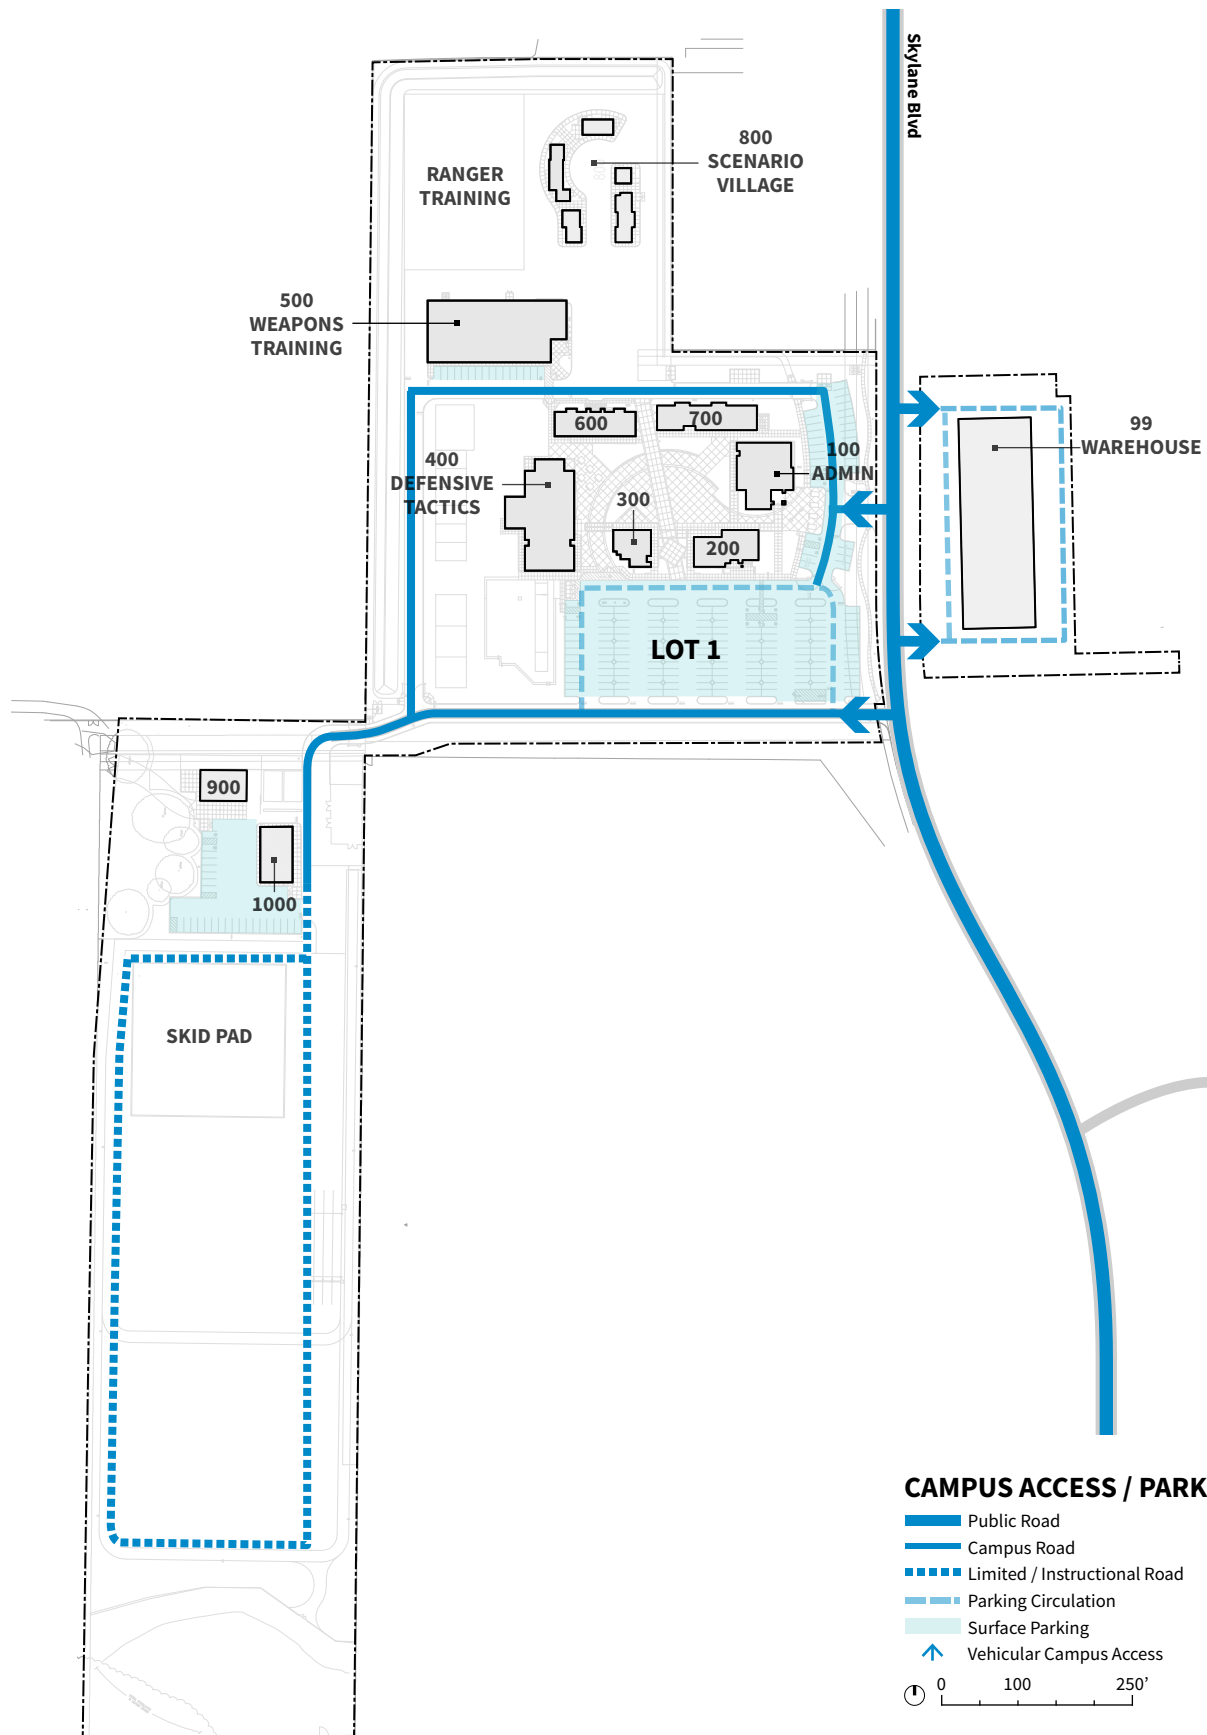 Skylane Blvd
800
SCENARIO
VILLAGE
RANGER
TRAINING
500
WEAPONS
TRAINING
600
700
99
WAREHOUSE
400
DEFENSIVE
TACTICS
100
ADMIN
300
200
LOT 1
900
1000
SKID PAD
CAMPUS ACCESS / PARK
Public Road
Campus Road
Limited / Instructional Road
Parking Circulation
Surface Parking
Vehicular Campus Access
0 100 250’